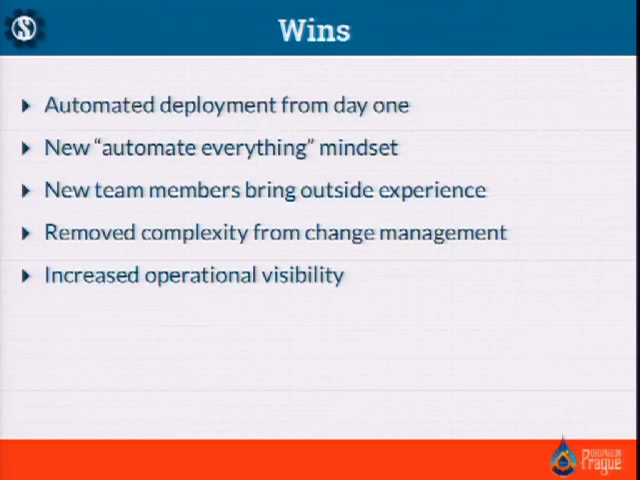 Wins
Automated deployment from day one
New “automate everything” mindset
New team members bring outside experience
Removed complexity from change management
Increased operational visibility
Prague